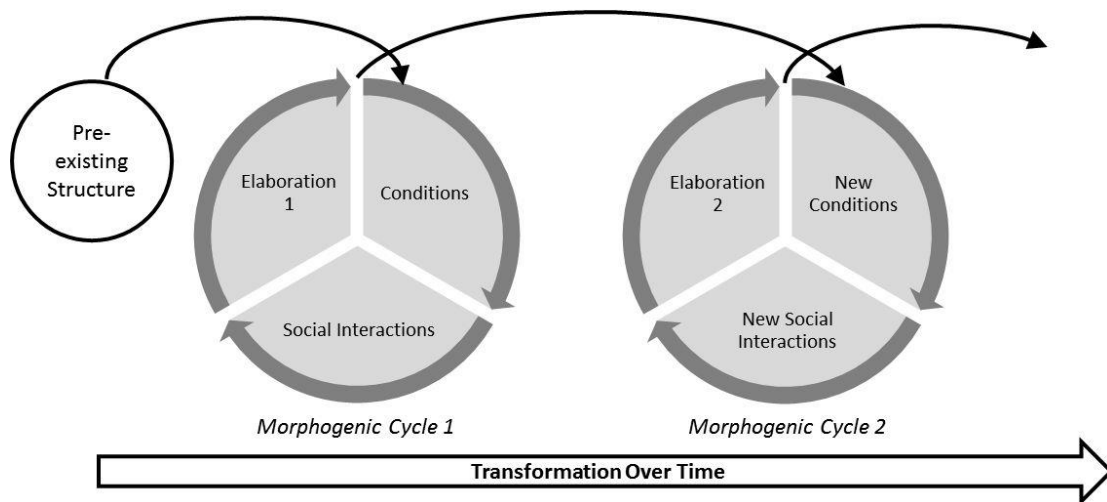 Pre-
existing
Structure
Elaboration
1
Conditions
Social Interactions
Morphogenic Cycle 1
Elaboration
2
New
Conditions
New Social
Interactions
Morphogenic Cycle 2
Transformation Over Time